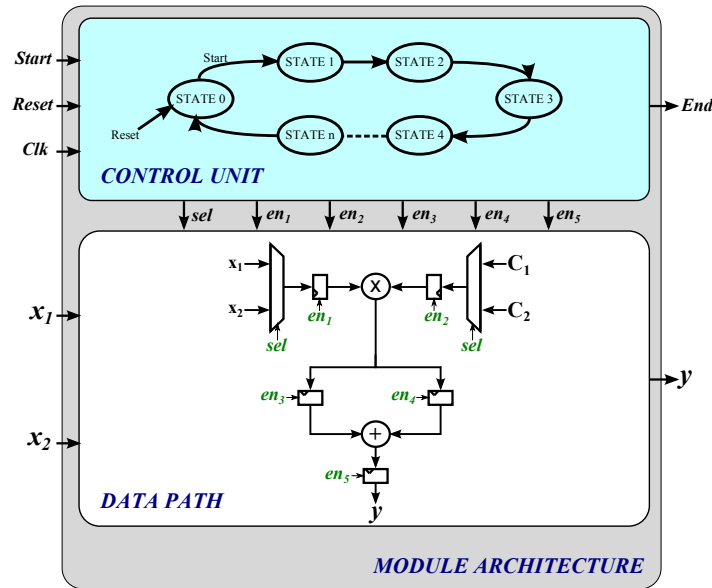 Start
Reset
Clk
Start
STATE 1
STATE 2
STATE 0
STATE 3
Reset
STATE n
STATE 4
CONTROL UNIT
End
sel
en1
en2
en3
en4
en5
x1
x2
x1
x2
X
C1
C2
en1
en2
sel
sel
en3
en4
+
en5
y
y
DATA PATH
MODULE ARCHITECTURE